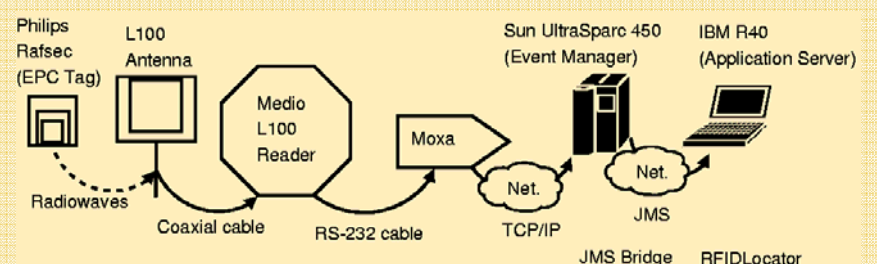 Philips
Rafsec
(EPC Tag)
L100
Antenna
Medio
L100
Reader
Moxa
Sun UltraSparc 450
(Event Manager)
IBM R40
(Application Server)
Net.
Net.
Radiowaves
Coaxial cable
RS-232 cable
TCP/IP
JMS
JMS Bridge
RFIDLocator